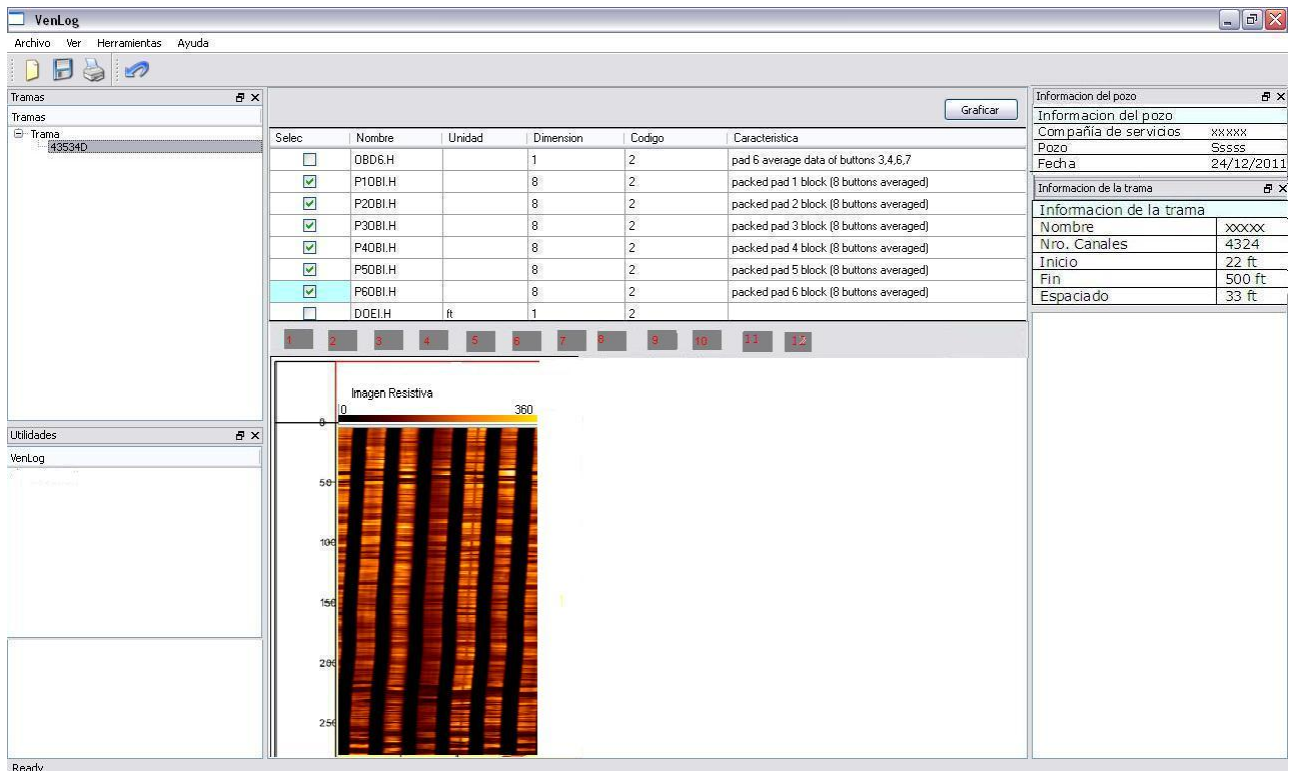 VenLog
Archivo Ver Herramientas Ayuda
Tramas
Tramas
Trama
43534D
Utilidades
VenLog
Graficar
Selec Nombre Unidad Dimension Codigo Caracteristica
OBD6.H 1 2 pad 6 average data of buttons 3,4,6,7
P1OBI.H 8 2 packed pad 1 block (8 buttons averaged)
P2OBI.H 8 2 packed pad 2 block (8 buttons averaged)
P3OBI.H 8 2 packed pad 3 block (8 buttons averaged)
P4OBI.H 8 2 packed pad 4 block (8 buttons averaged)
P5OBI.H 8 2 packed pad 5 block (8 buttons averaged)
P6OBI.H 8 2 packed pad 6 block (8 buttons averaged)
DOEI.H ft 1 2
1 2 3 4 5 6 7 8 9 10 11 12
Imagen Resistiva
0 360
0
50
100
150
200
250
Informacion del pozo
Informacion del pozo
Compañía de servicios xxxxx
Pozo Sssss
Fecha 24/12/2011
Informacion de la trama
Informacion de la trama
Nombre xxxxx
Nro. Canales 4324
Inicio 22 ft
Fin 500 ft
Espaciado 33 ft
Ready